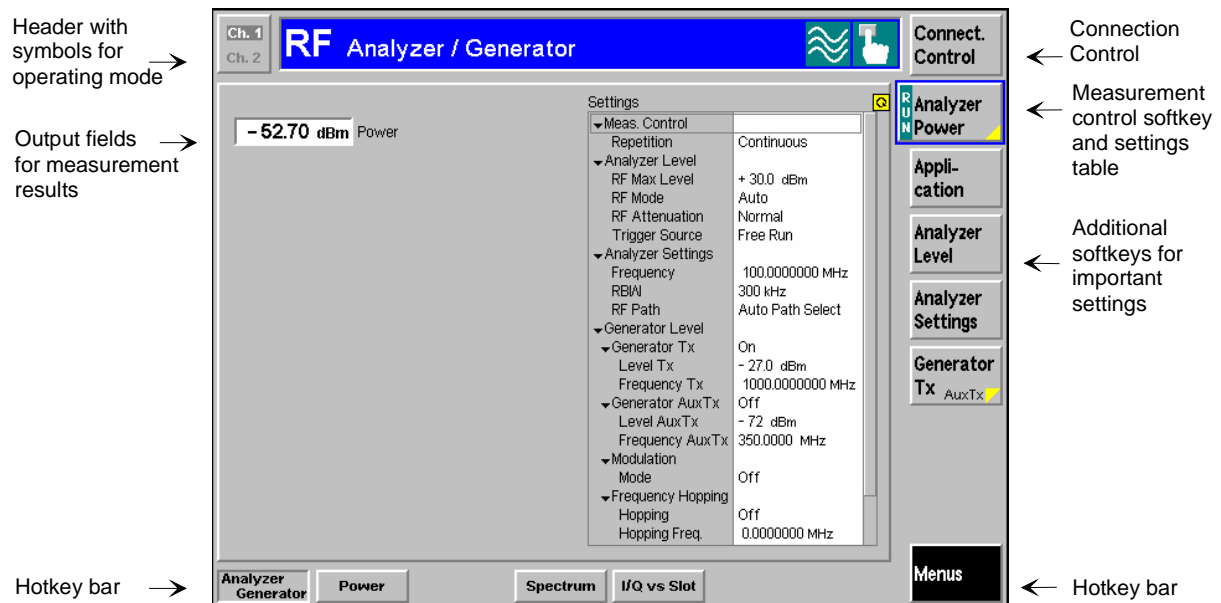 Header with
symbols for
operating mode
Output fields
for measurement
results
Hotkey bar
Ch. 1
Ch. 2
RF Analyzer / Generator
Connect.
Control
- 52.70 dBm Power
Settings
Meas. Control
Repetition Continuous
Analyzer Level
RF Max Level + 30.0 dBm
RF Mode Auto
RF Attenuation Normal
Trigger Source Free Run
Analyzer Settings
Frequency 100.0000000 MHz
RBW 300 kHz
RF Path Auto Path Select
Generator Level
Generator Tx On
Level Tx - 27.0 dBm
Frequency Tx 1000.0000000 MHz
Generator AuxTx Off
Level AuxTx - 72 dBm
Frequency AuxTx 350.0000 MHz
Modulation
Mode Off
Frequency Hopping
Hopping Off
Hopping Freq. 0.0000000 MHz
RUN
Analyzer
Power
Appli-
cation
Analyzer
Level
Analyzer
Settings
Generator
Tx AuxTx
Menus
Analyzer
Generator
Power
Spectrum
I/Q vs Slot
Connection
Control
Measurement
control softkey
and settings
table
Additional
softkeys for
important
settings
Hotkey bar